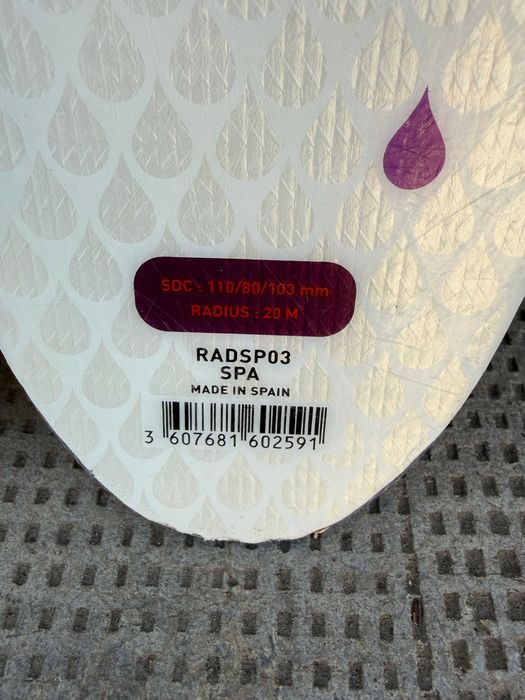 SDC : 110/80/103 mm
RADIUS : 20 M
RADSP03
SPA
MADE IN SPAIN
3 607681 602591